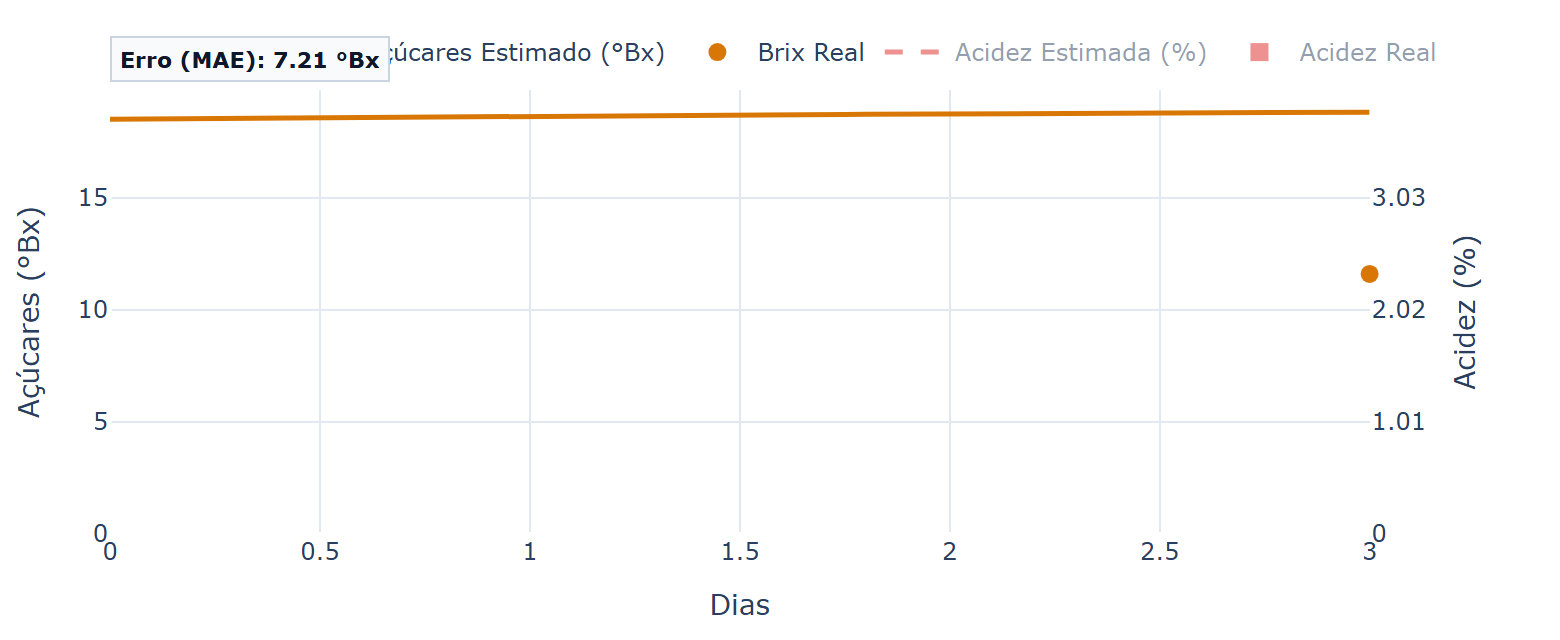 Erro (MAE): 7.21 °Bx
çúcares Estimado (°Bx)
Brix Real
Acidez Estimada (%)
Acidez Real
Açúcares (°Bx)
15
10
5
0
3.03
2.02
1.01
0
Acidez (%)
0
0.5
1
1.5
2
2.5
3
Dias